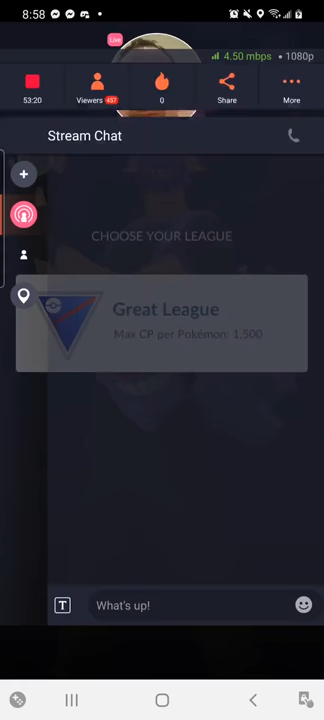 8:58
Live
4.50 mbps • 1080p
53:20
Viewers 457
0
Share
More
Stream Chat
CHOOSE YOUR LEAGUE
Great League
Max CP per Pokémon: 1,500
T
What's up!